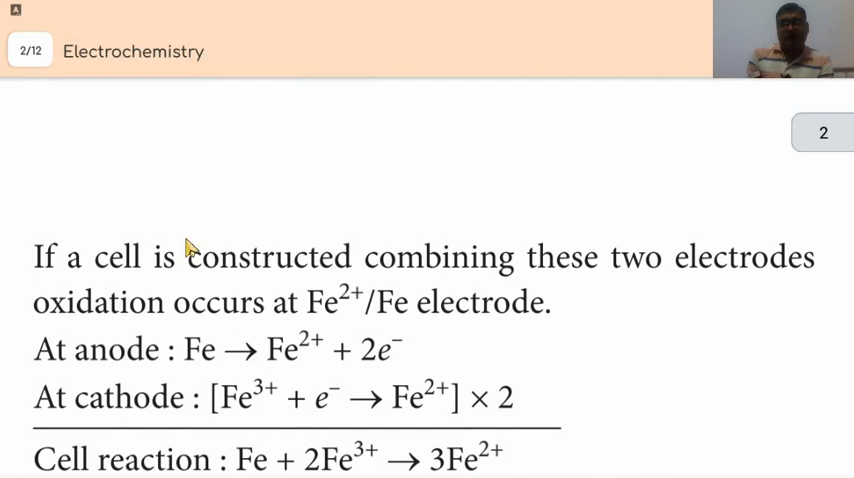 A
2/12 Electrochemistry
2
If a cell is constructed combining these two electrodes
oxidation occurs at Fe²⁺/Fe electrode.
At anode : Fe → Fe²⁺ + 2e⁻
At cathode : [Fe³⁺ + e⁻ → Fe²⁺] × 2
Cell reaction : Fe + 2Fe³⁺ → 3Fe²⁺